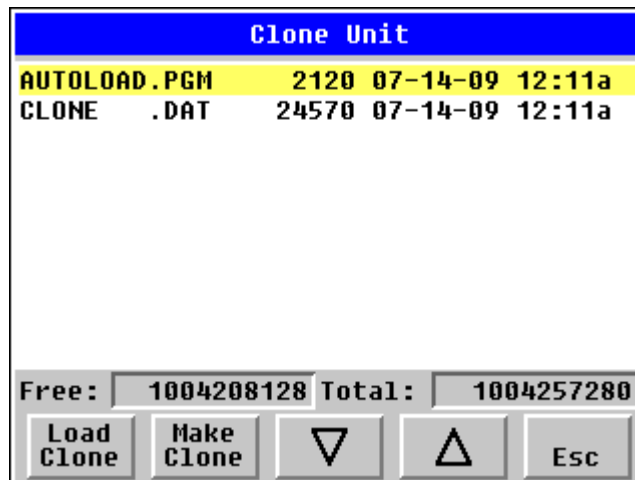 Clone Unit
AUTOLOAD.PGM 2120 07-14-09 12:11a
CLONE .DAT 24570 07-14-09 12:11a
Free: 1004208128 Total: 1004257280
Load Clone Make Clone Esc